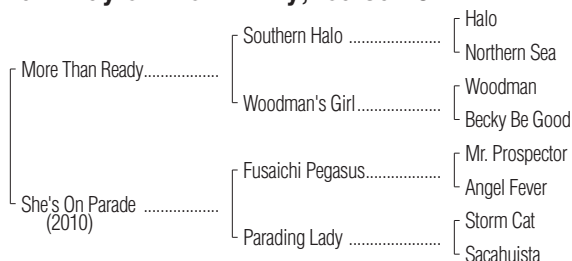 Southern Halo ....................
Halo
Northern Sea
More Than Ready..................
Woodman's Girl....................
Woodman
Becky Be Good
Fusaichi Pegasus..................
Mr. Prospector
Angel Fever
She's On Parade ..................
(2010)
Parading Lady ....................
Storm Cat
Sacahuista